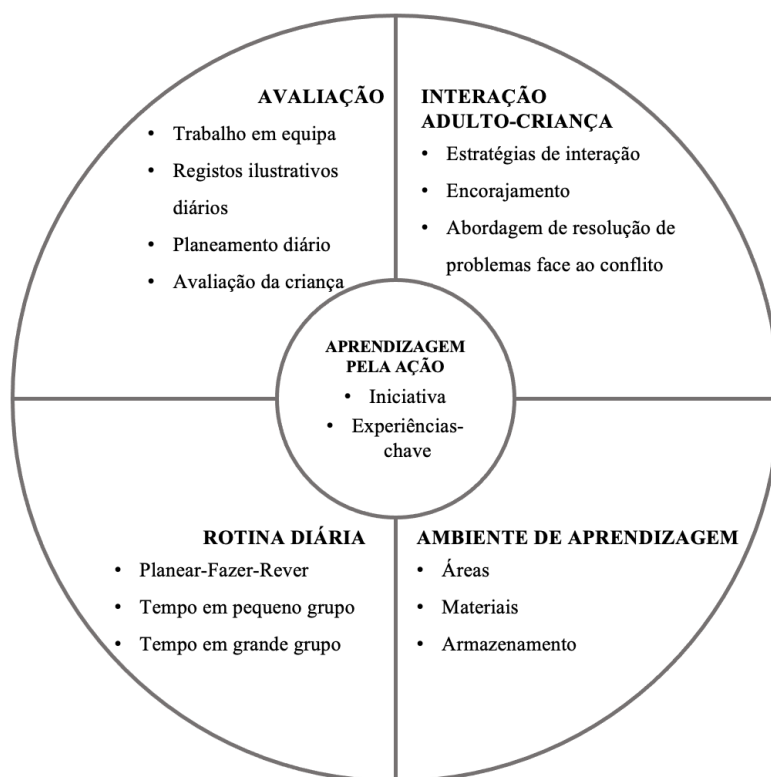 AVALIAÇÃO
• Trabalho em equipa
• Registos ilustrativos
diários
• Planeamento diário
• Avaliação da criança
INTERAÇÃO
ADULTO-CRIANÇA
• Estratégias de interação
• Encorajamento
• Abordagem de resolução de
problemas face ao conflito
APRENDIZAGEM
PELA AÇÃO
• Iniciativa
• Experiências-
chave
ROTINA DIÁRIA
• Planear-Fazer-Rever
• Tempo em pequeno grupo
• Tempo em grande grupo
AMBIENTE DE APRENDIZAGEM
• Áreas
• Materiais
• Armazenamento